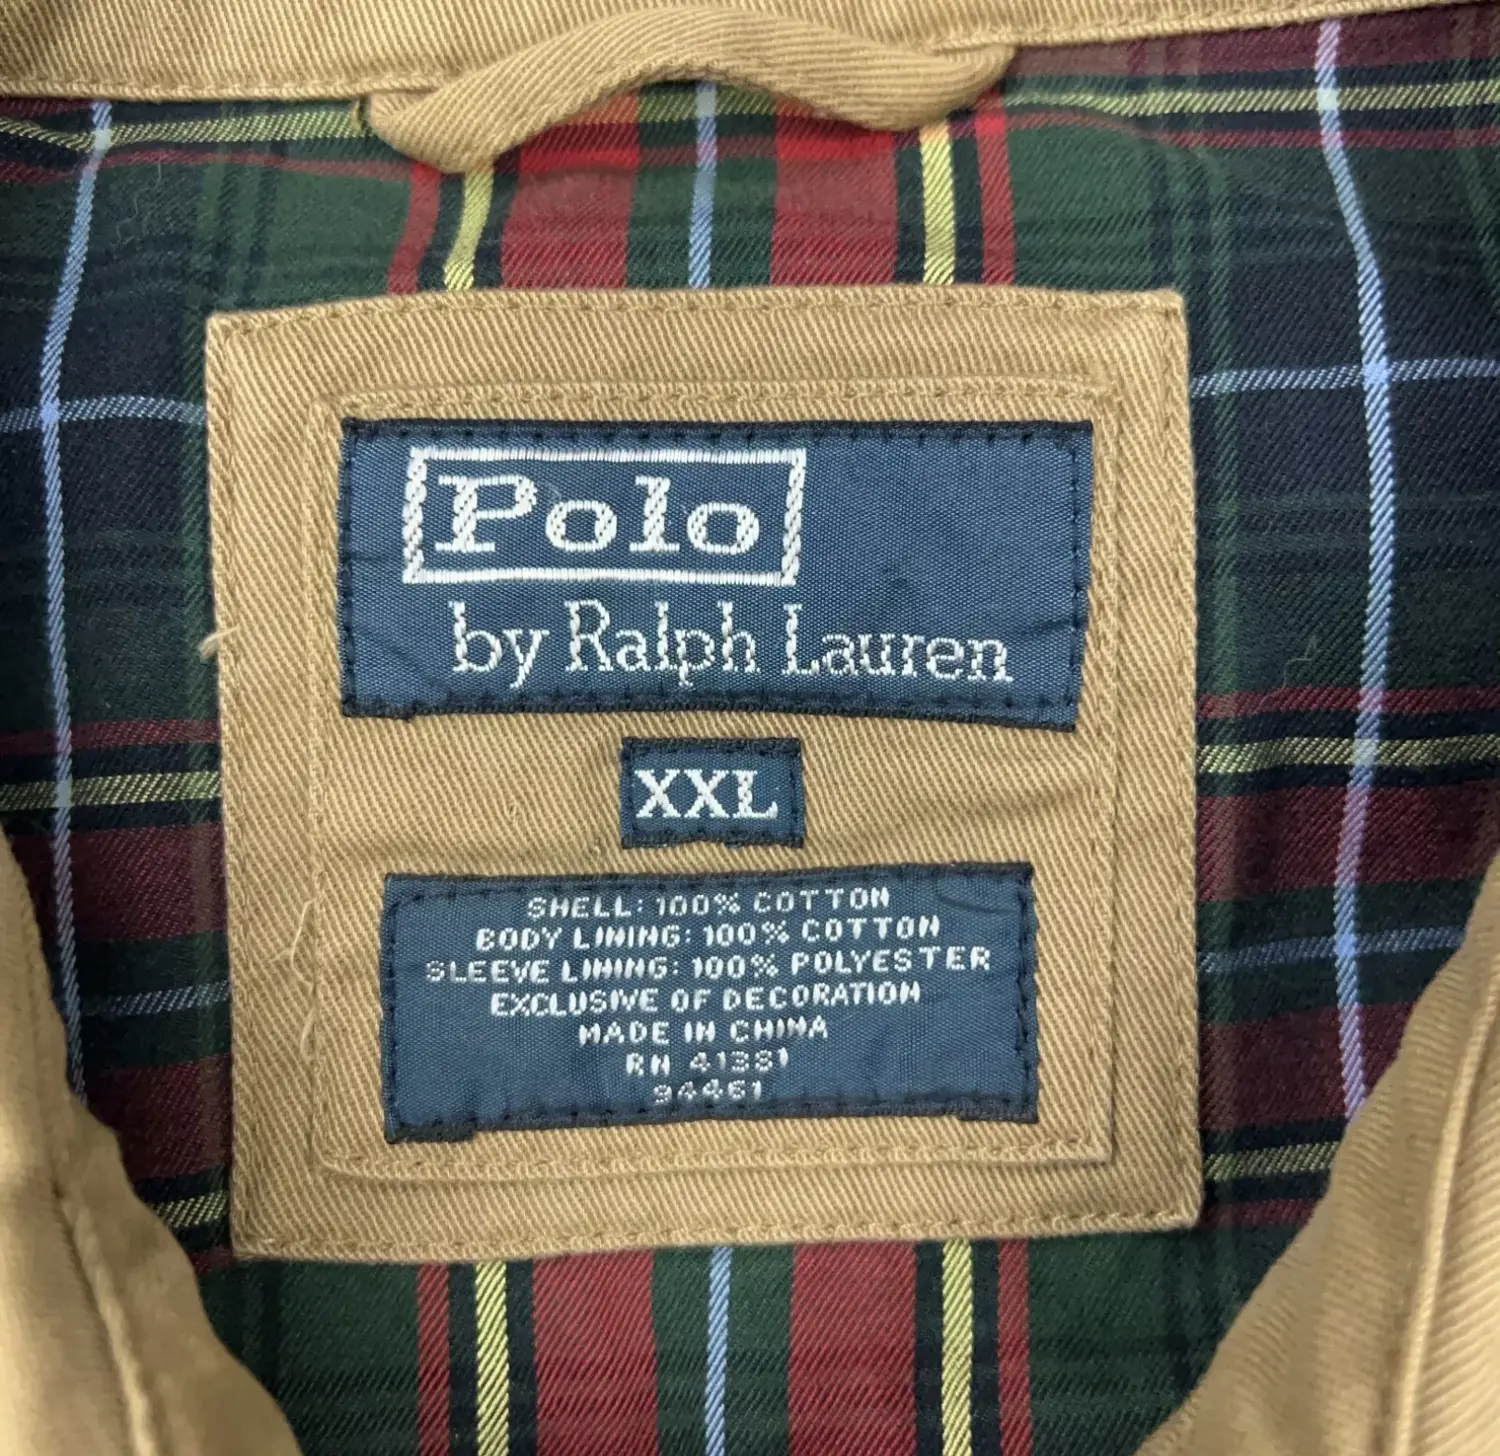 Polo
by Ralph Lauren
XXL
SHELL: 100% COTTON
BODY LINING: 100% COTTON
SLEEVE LINING: 100% POLYESTER
EXCLUSIVE OF DECORATION
MADE IN CHINA
RN 41381
94461